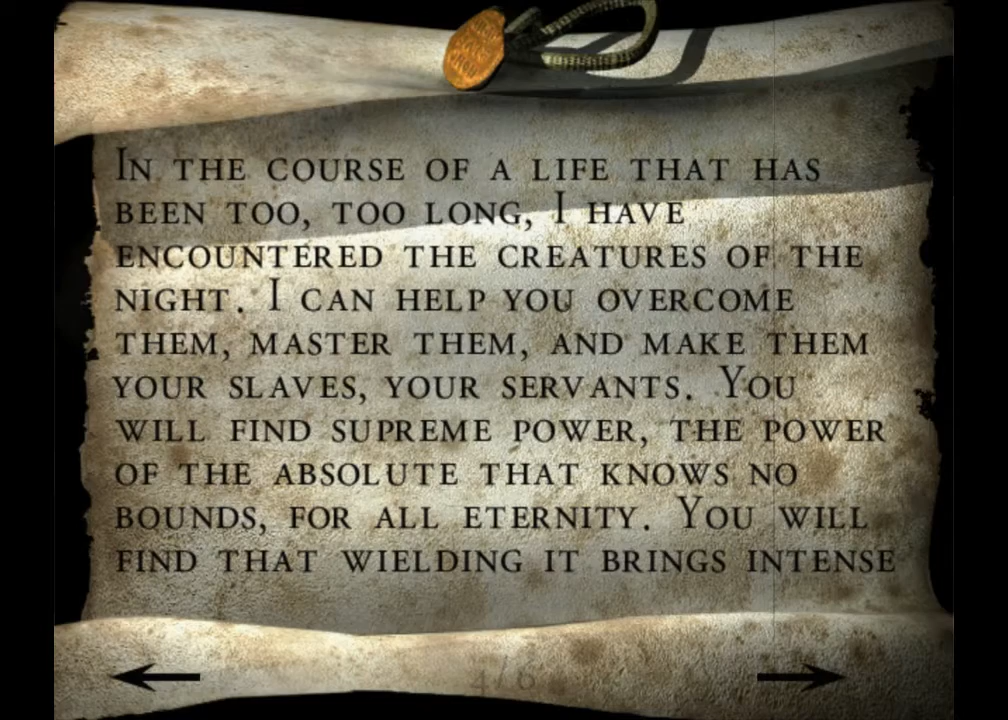 In the course of a life that has
been too, too long, I have
encountered the creatures of the
night. I can help you overcome
them, master them, and make them
your slaves, your servants. You
will find supreme power, the power
of the absolute that knows no
bounds, for all eternity. You will
find that wielding it brings intense
4/6